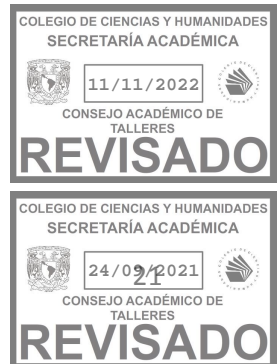 COLEGIO DE CIENCIAS Y HUMANIDADES
SECRETARÍA ACADÉMICA
11/11/2022
CONSEJO ACADÉMICO DE
TALLERES
REVISADO
COLEGIO DE CIENCIAS Y HUMANIDADES
SECRETARÍA ACADÉMICA
24/09/2021
21
CONSEJO ACADÉMICO DE
TALLERES
REVISADO